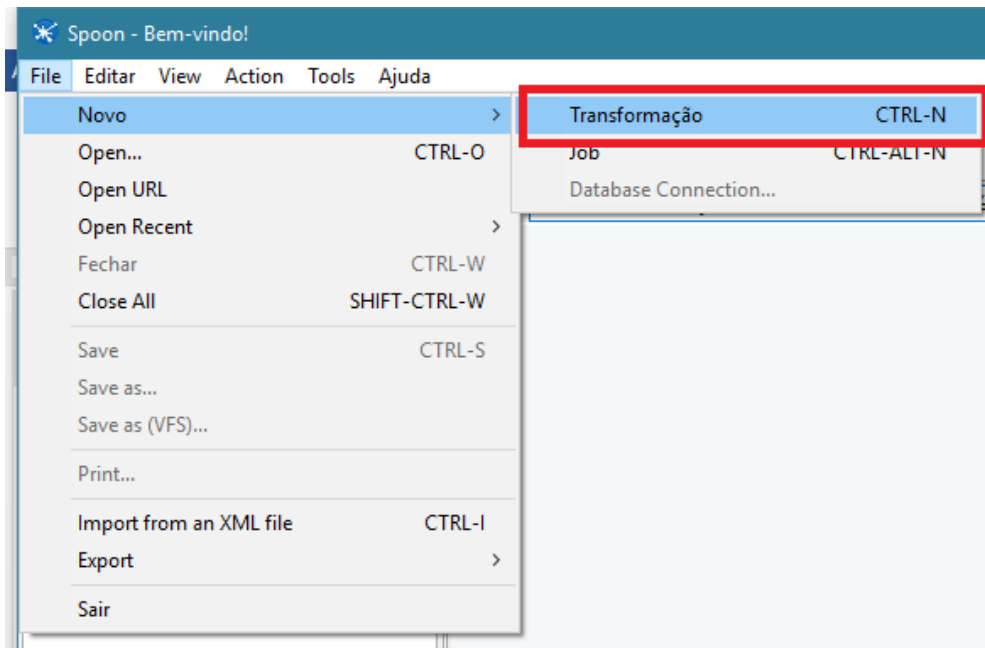 Spoon - Bem-vindo!
File Editar View Action Tools Ajuda
Novo >
Open... CTRL-O
Open URL
Open Recent >
Fechar CTRL-W
Close All SHIFT-CTRL-W
Save CTRL-S
Save as...
Save as (VFS)...
Print...
Import from an XML file CTRL-I
Export >
Sair
Transformação CTRL-N
Job CTRL-ALT-N
Database Connection...